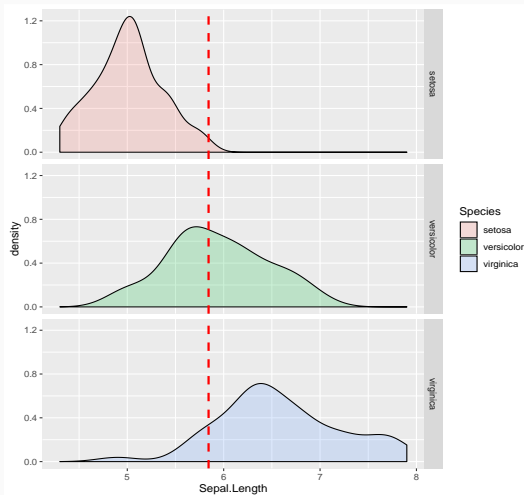 density
1.2
0.8
0.4
0.0
setosa
1.2
0.8
0.4
0.0
versicolor
1.2
0.8
0.4
0.0
virginica
5 6 7 8
Sepal.Length
Species
setosa
versicolor
virginica